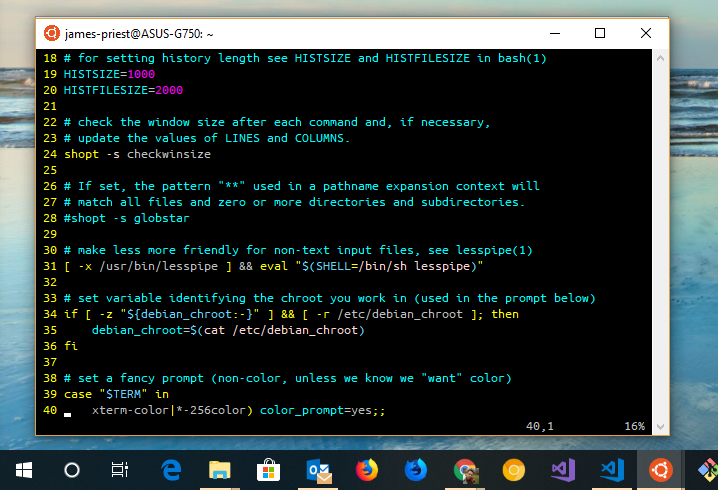 james-priest@ASUS-G750: ~
18 # for setting history length see HISTSIZE and HISTFILESIZE in bash(1)
19 HISTSIZE=1000
20 HISTFILESIZE=2000
21
22 # check the window size after each command and, if necessary,
23 # update the values of LINES and COLUMNS.
24 shopt -s checkwinsize
25
26 # If set, the pattern "**" used in a pathname expansion context will
27 # match all files and zero or more directories and subdirectories.
28 #shopt -s globstar
29
30 # make less more friendly for non-text input files, see lesspipe(1)
31 [ -x /usr/bin/lesspipe ] && eval "$(SHELL=/bin/sh lesspipe)"
32
33 # set variable identifying the chroot you work in (used in the prompt below)
34 if [ -z "${debian_chroot:-}" ] && [ -r /etc/debian_chroot ]; then
35     debian_chroot=$(cat /etc/debian_chroot)
36 fi
37
38 # set a fancy prompt (non-color, unless we know we "want" color)
39 case "$TERM" in
40     xterm-color|*-256color) color_prompt=yes;;
40,1 16%